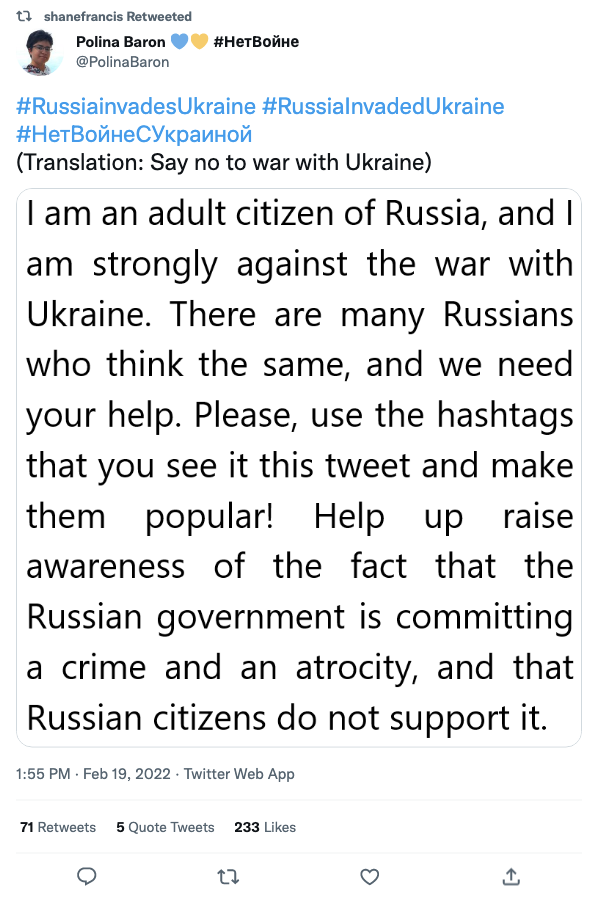 shanefrancis Retweeted
Polina Baron 💙💛 #НетВойне
@PolinaBaron
#RussiainvadesUkraine #RussiaInvadedUkraine
#НетВойнеСУкраиной
(Translation: Say no to war with Ukraine)
I am an adult citizen of Russia, and I
am strongly against the war with
Ukraine. There are many Russians
who think the same, and we need
your help. Please, use the hashtags
that you see it this tweet and make
them popular! Help up raise
awareness of the fact that the
Russian government is committing
a crime and an atrocity, and that
Russian citizens do not support it.
1:55 PM · Feb 19, 2022 · Twitter Web App
71 Retweets 5 Quote Tweets 233 Likes